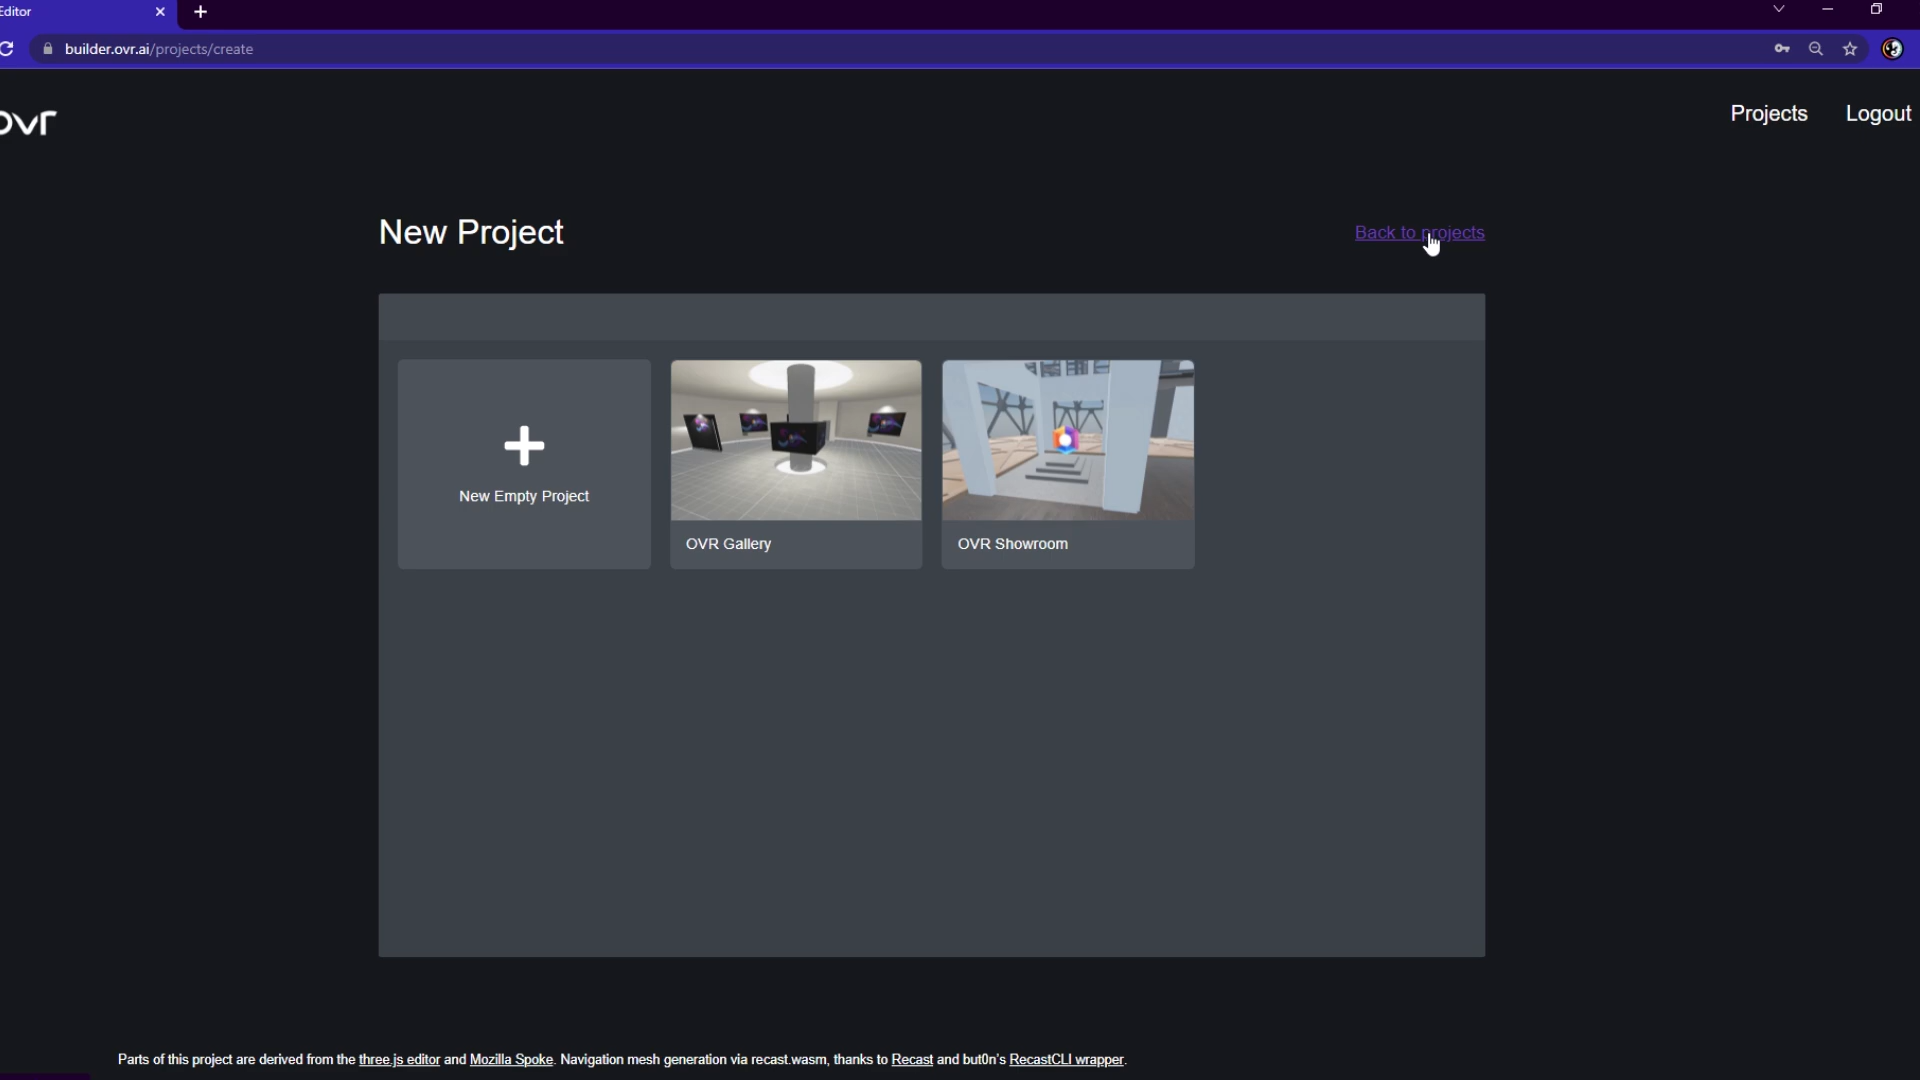 Editor
builder.ovr.ai/projects/create
ovr
Projects
Logout
New Project
Back to projects
New Empty Project
OVR Gallery
OVR Showroom
Parts of this project are derived from the three.js editor and Mozilla Spoke. Navigation mesh generation via recast.wasm, thanks to Recast and but0n's RecastCLI wrapper.